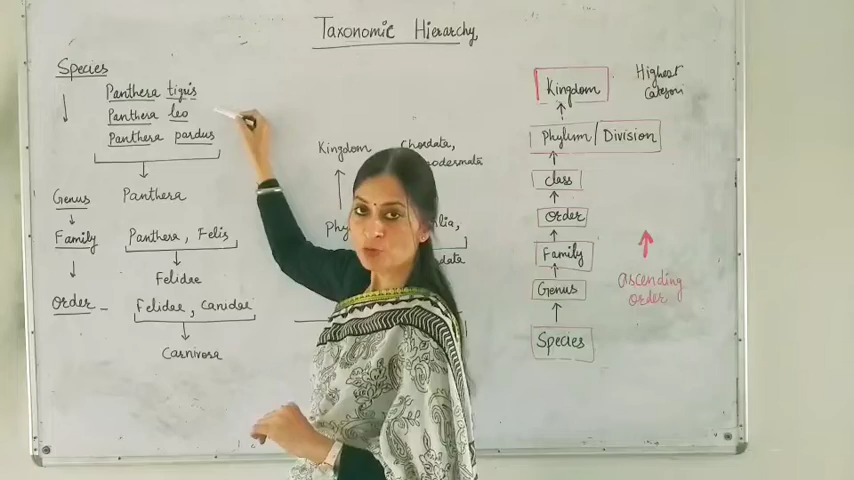 Taxonomic Hierarchy
Species
Panthera tigris
Panthera leo
Panthera pardus
Genus Panthera
Family Panthera, Felis
Felidae
Order Felidae, Canidae
Carnivora
Kingdom Chordata,
Kingdom
Phylum/Division
Class
Order
Family
Genus
Species
Highest
Categori
ascending
order